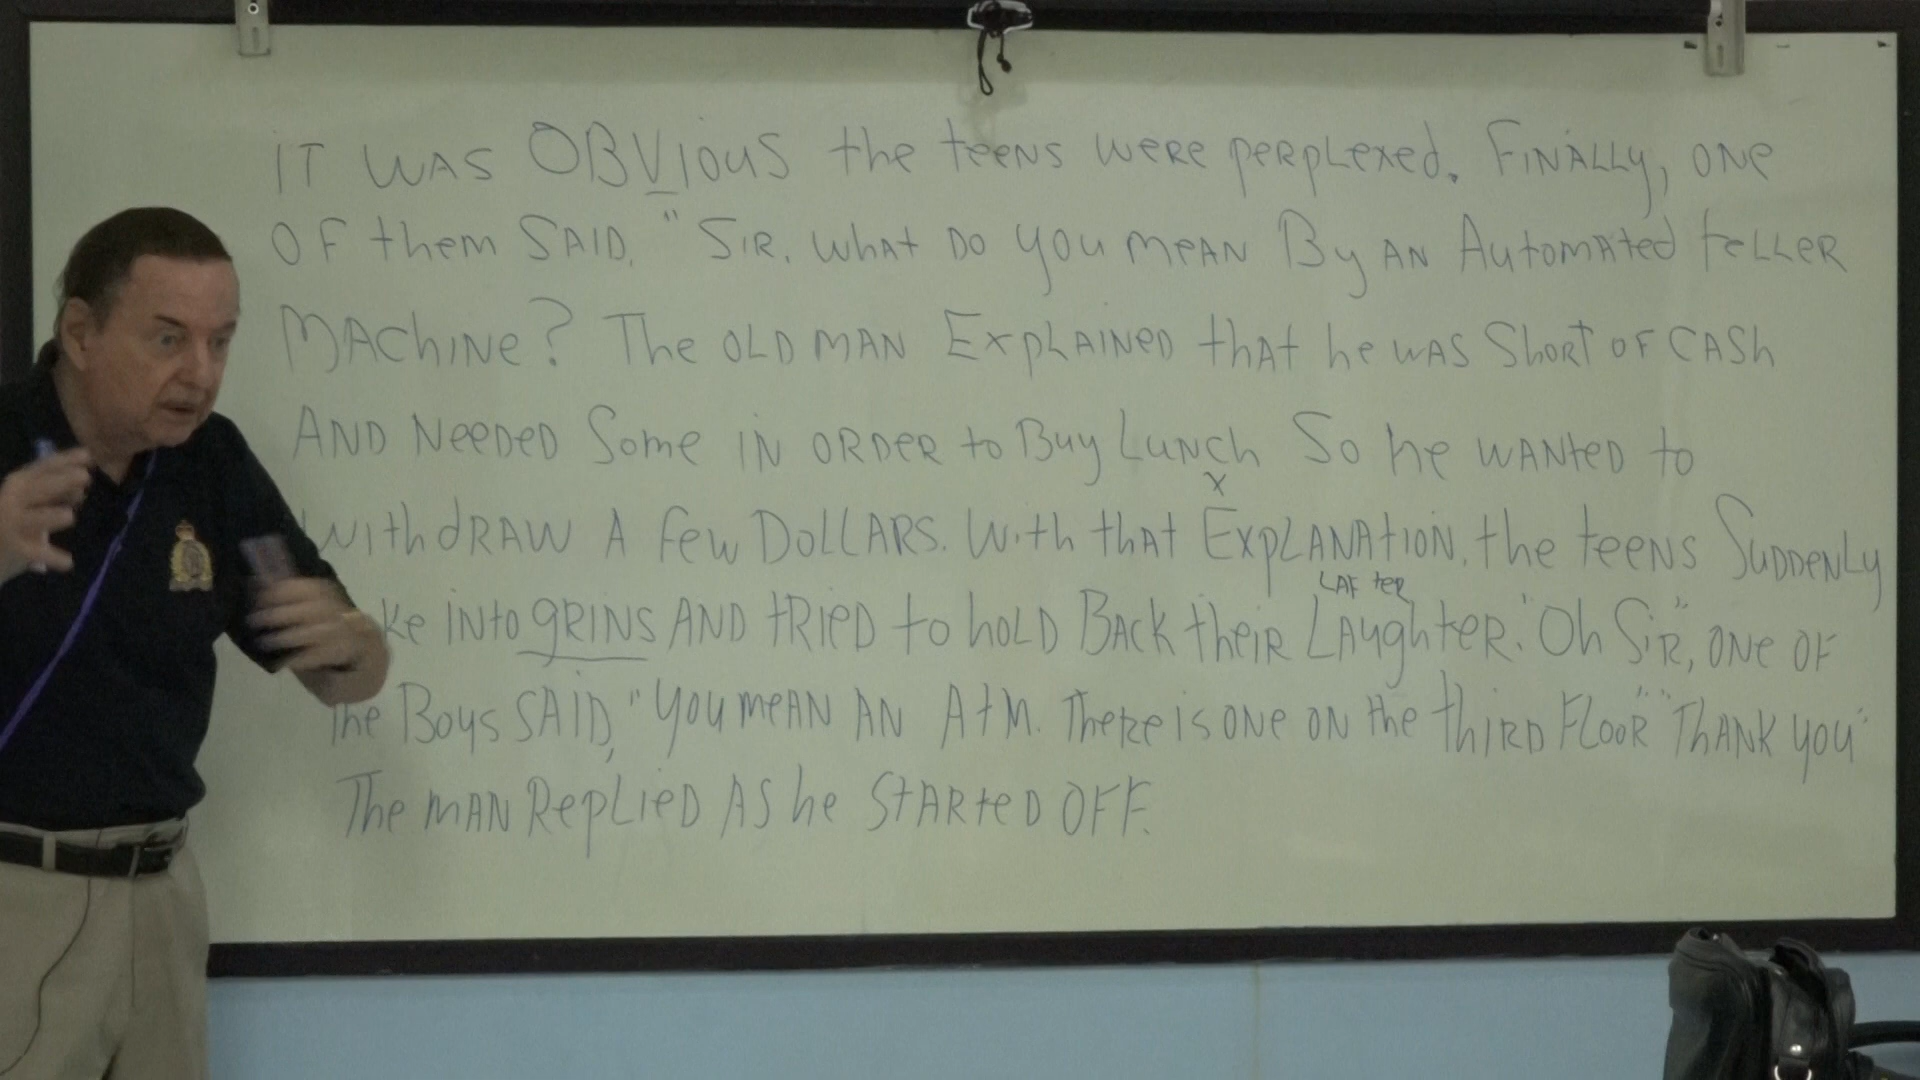 IT WAS OBVIOUS the teens were perplexed. Finally, one
of them said, "Sir, what do you mean By an Automated teller
Machine? The old man Explained that he was Short of cash
And Needed Some in order to Buy Lunch So he wanted to
withdraw A few Dollars. With that Explanation, the teens Suddenly
x
LAF ter
ke into grins And tried to hold Back their Laughter. "Oh Sir", one of
the Boys said, "you mean an Atm. There is one on the third Floor" "Thank you"
The man Replied As he started off.